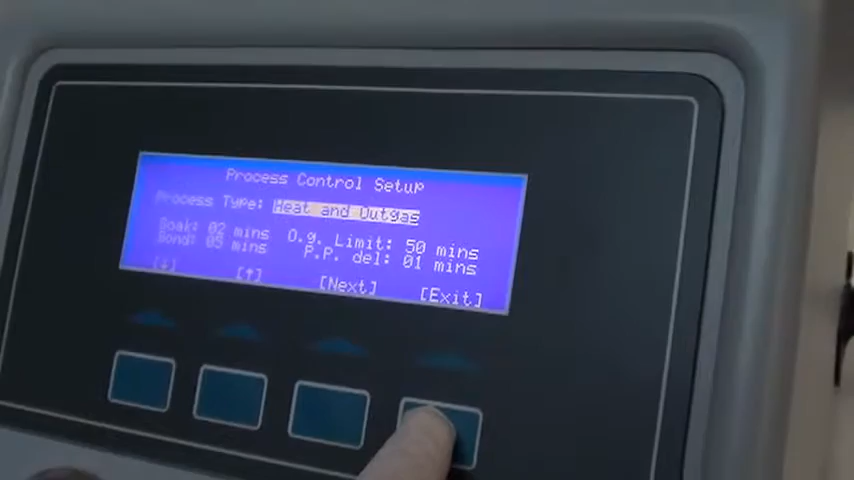 Process Control Setup
Process Type: Heat and Outgas
Soak: 02 mins O.g. Limit: 50 mins
Bond: 05 mins P.P. del: 01 mins
[↓] [↑] [Next] [Exit]